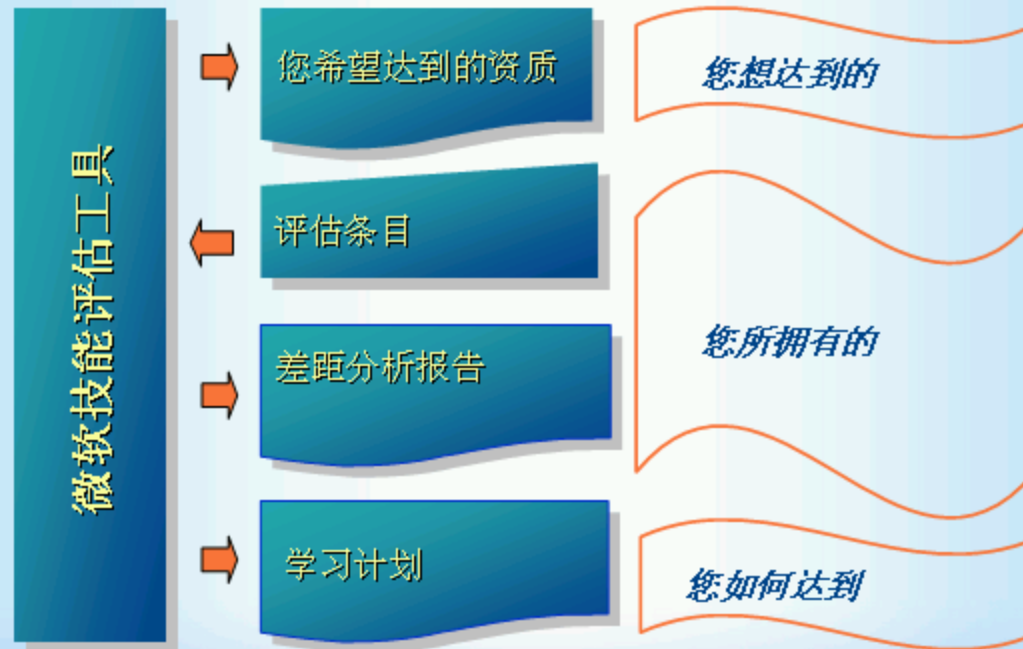 微软技能评估工具
您希望达到的资质
您想达到的
评估条目
差距分析报告
您所拥有的
学习计划
您如何达到